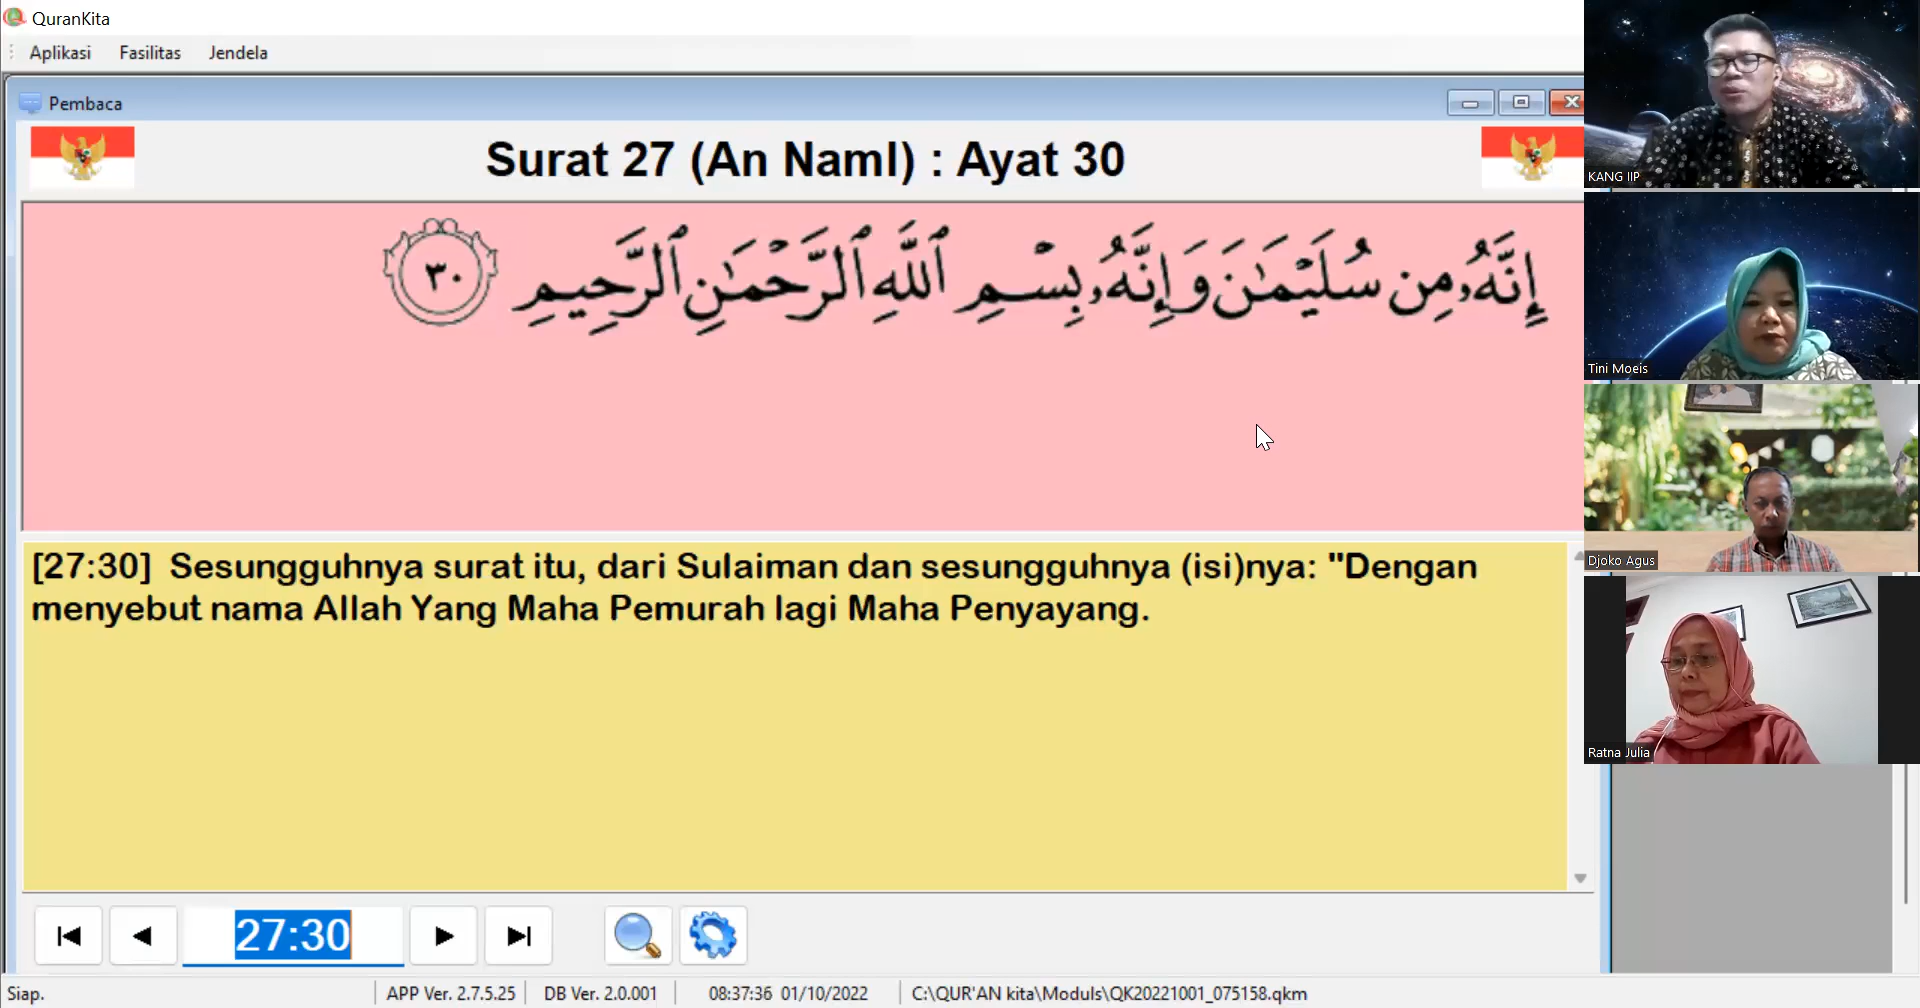 QuranKita
Aplikasi Fasilitas Jendela
Pembaca
Surat 27 (An Naml) : Ayat 30
إِنَّهُۥ مِن سُلَيْمَـٰنَ وَإِنَّهُۥ بِسْمِ ٱللَّهِ ٱلرَّحْمَـٰنِ ٱلرَّحِيمِ ٣٠
[27:30] Sesungguhnya surat itu, dari Sulaiman dan sesungguhnya (isi)nya: "Dengan
menyebut nama Allah Yang Maha Pemurah lagi Maha Penyayang.
27:30
Siap. APP Ver. 2.7.5.25 DB Ver. 2.0.001 08:37:36 01/10/2022 C:\QUR'AN kita\Moduls\QK20221001_075158.qkm
KANG IIP
Tini Moeis
Djoko Agus
Ratna Julia